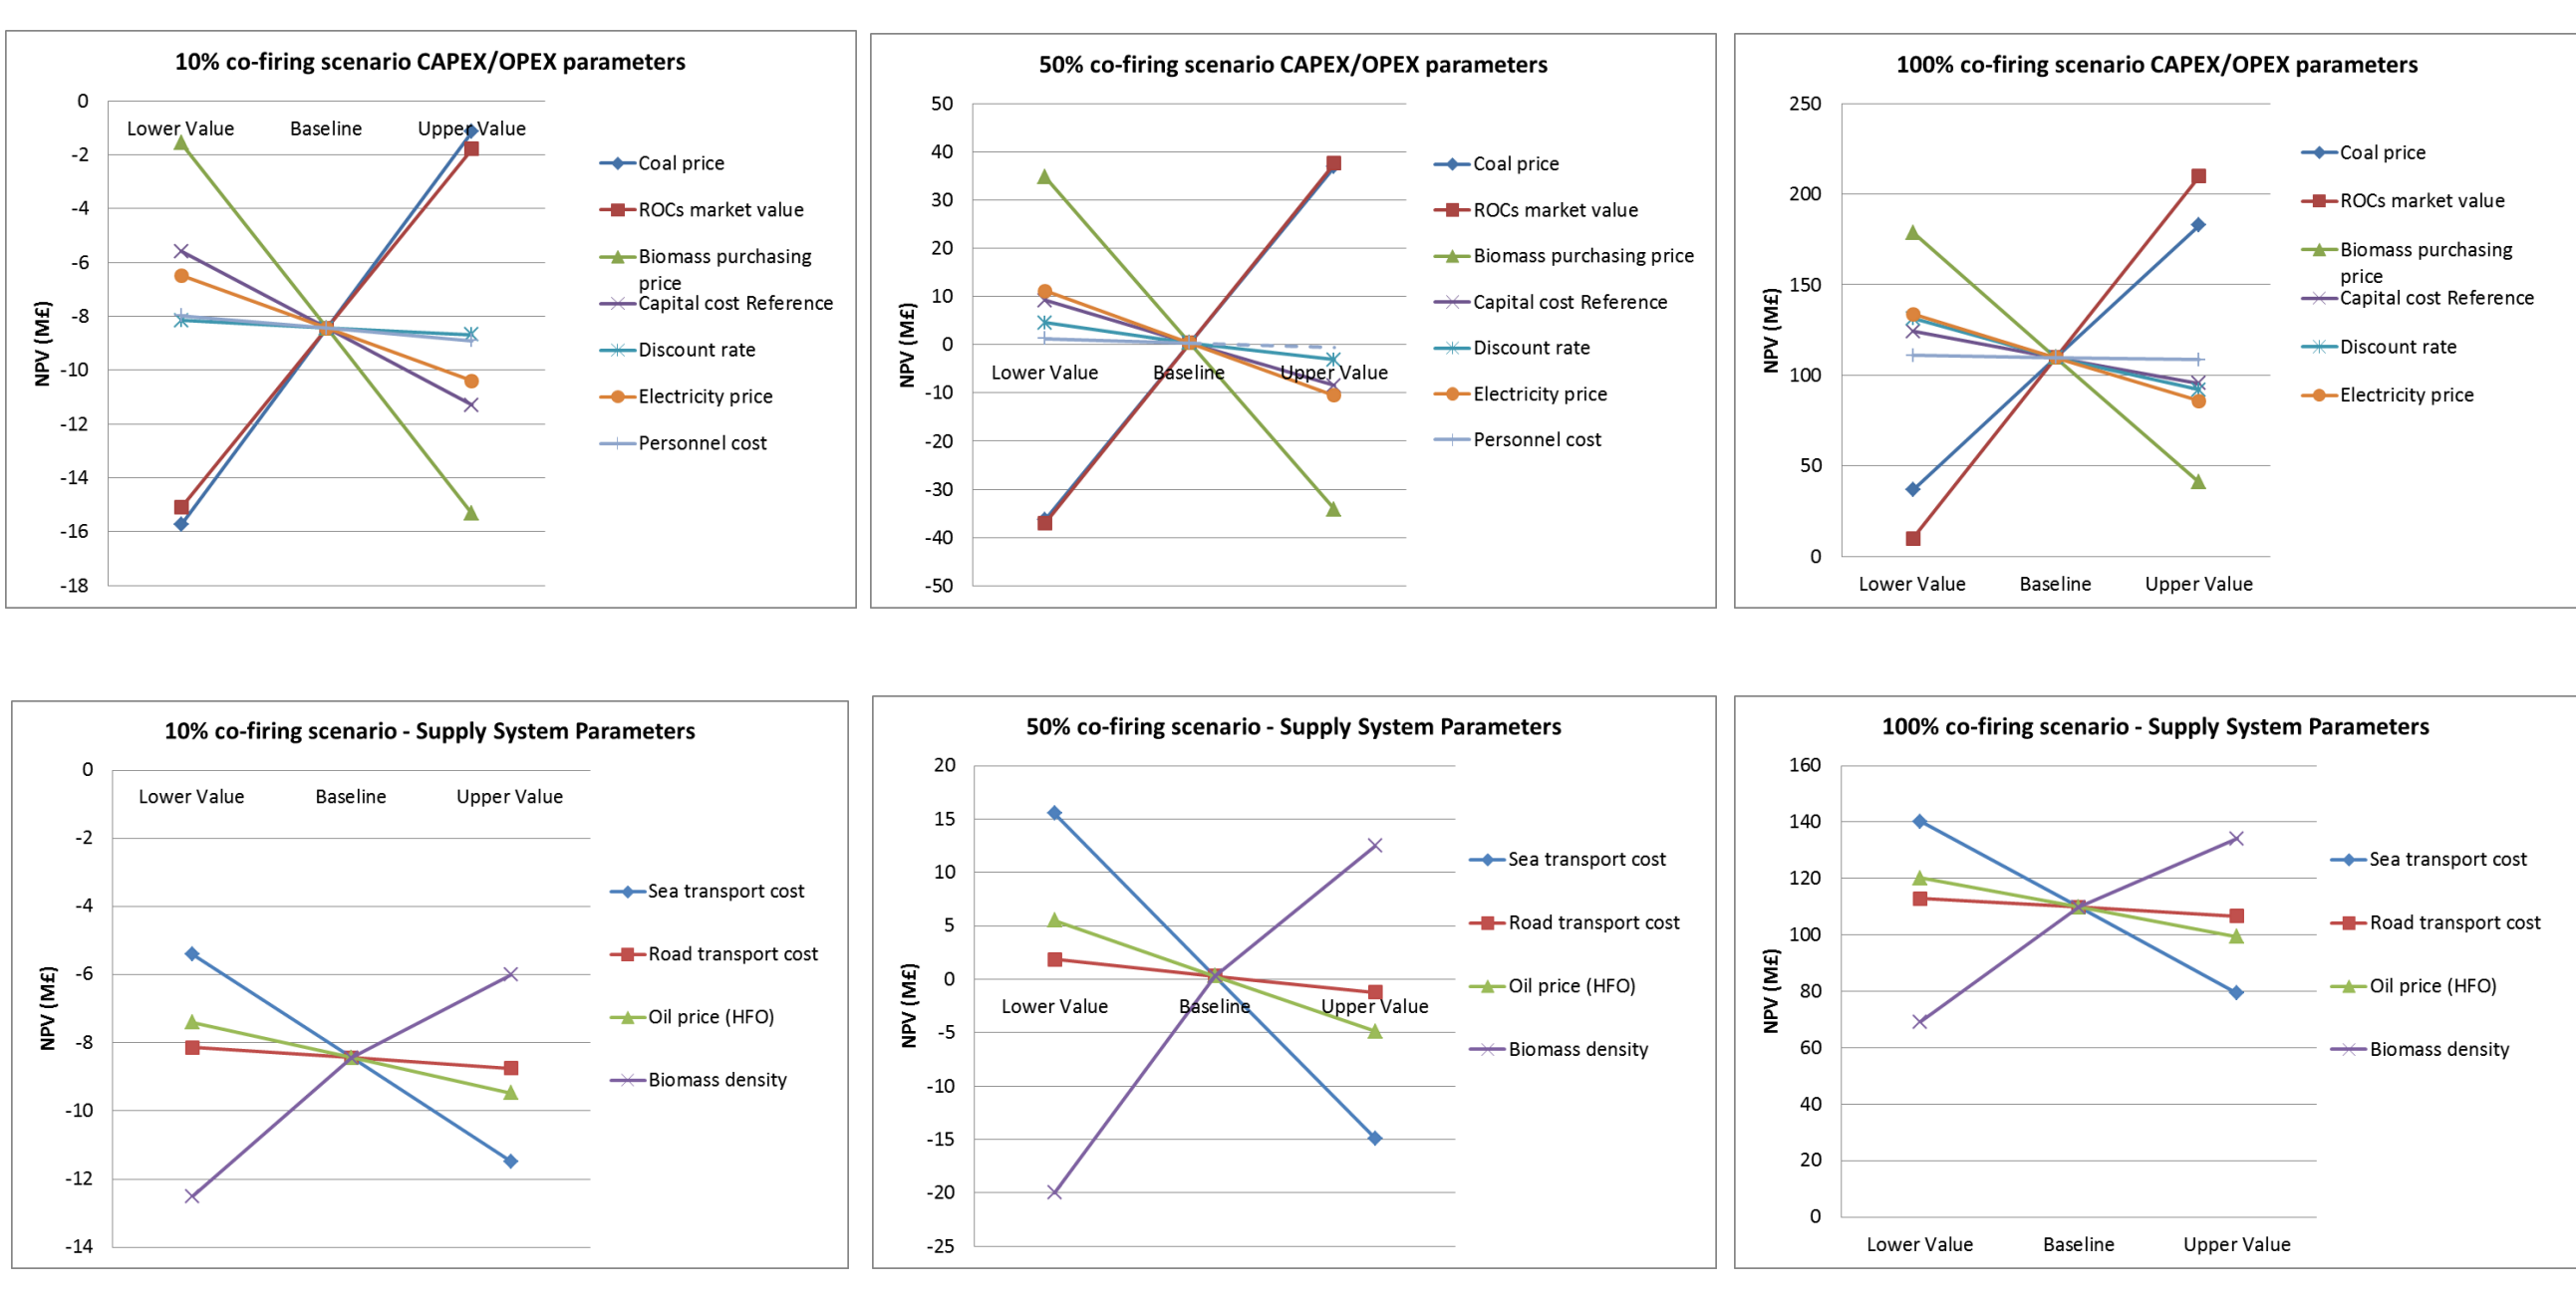 10% co-firing scenario CAPEX/OPEX parameters
0
-2
-4
-6
-8
-10
-12
-14
-16
-18
NPV (M£)
Lower Value
Baseline
Upper Value
Coal price
ROCs market value
Biomass purchasing
price
Capital cost Reference
Discount rate
Electricity price
Personnel cost
50% co-firing scenario CAPEX/OPEX parameters
50
40
30
20
10
0
-10
-20
-30
-40
-50
NPV (M£)
Lower Value
Baseline
Upper Value
Coal price
ROCs market value
Biomass purchasing price
Capital cost Reference
Discount rate
Electricity price
Personnel cost
100% co-firing scenario CAPEX/OPEX parameters
250
200
150
100
50
0
NPV (M£)
Lower Value
Baseline
Upper Value
Coal price
ROCs market value
Biomass purchasing
price
Capital cost Reference
Discount rate
Electricity price
10% co-firing scenario - Supply System Parameters
0
-2
-4
-6
-8
-10
-12
-14
NPV (M£)
Lower Value
Baseline
Upper Value
Sea transport cost
Road transport cost
Oil price (HFO)
Biomass density
50% co-firing scenario - Supply System Parameters
20
15
10
5
0
-5
-10
-15
-20
-25
NPV (M£)
Lower Value
Baseline
Upper Value
Sea transport cost
Road transport cost
Oil price (HFO)
Biomass density
100% co-firing scenario - Supply System Parameters
160
140
120
100
80
60
40
20
0
NPV (M£)
Lower Value
Baseline
Upper Value
Sea transport cost
Road transport cost
Oil price (HFO)
Biomass density